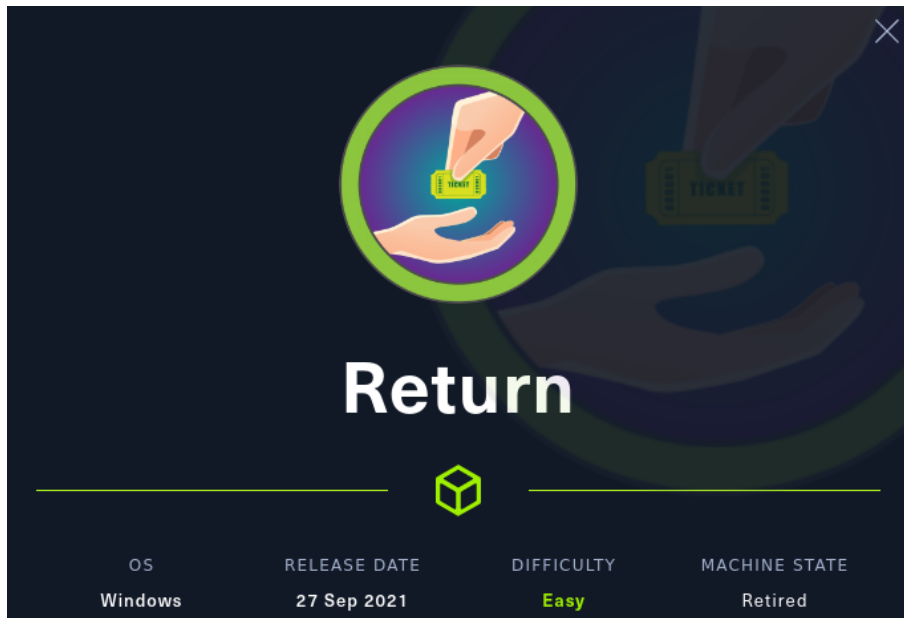 TICKET
TICKET
Return
OS RELEASE DATE DIFFICULTY MACHINE STATE
Windows 27 Sep 2021 Easy Retired